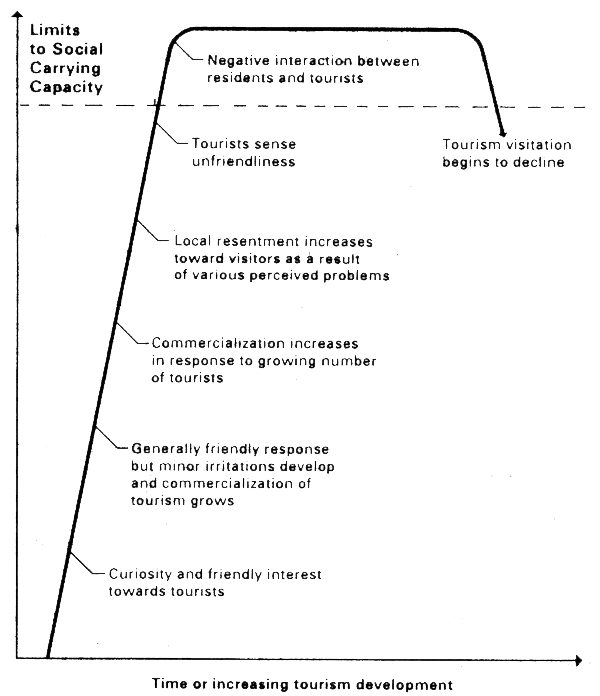 Limits
to Social
Carrying
Capacity
Negative interaction between
residents and tourists
Tourists sense
unfriendliness
Tourism visitation
begins to decline
Local resentment increases
toward visitors as a result
of various perceived problems
Commercialization increases
in response to growing number
of tourists
Generally friendly response
but minor irritations develop
and commercialization of
tourism grows
Curiosity and friendly interest
towards tourists
Time or increasing tourism development